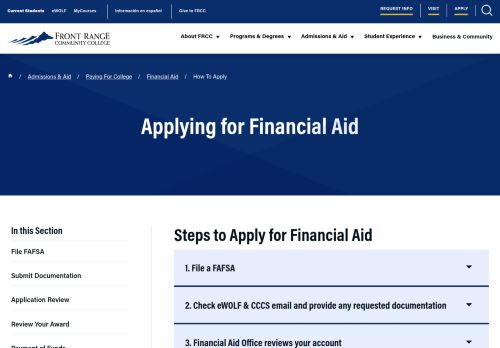 Current Students eWOLF MyCourses Información en español Give to FRCC REQUEST INFO VISIT APPLY
FRONT RANGE
COMMUNITY COLLEGE
About FRCC Programs & Degrees Admissions & Aid Student Experience Business & Community
/ Admissions & Aid / Paying For College / Financial Aid / How To Apply
Applying for Financial Aid
In this Section
File FAFSA
Submit Documentation
Application Review
Review Your Award
Payment of Funds
Steps to Apply for Financial Aid
1. File a FAFSA
2. Check eWOLF & CCCS email and provide any requested documentation
3. Financial Aid Office reviews your account